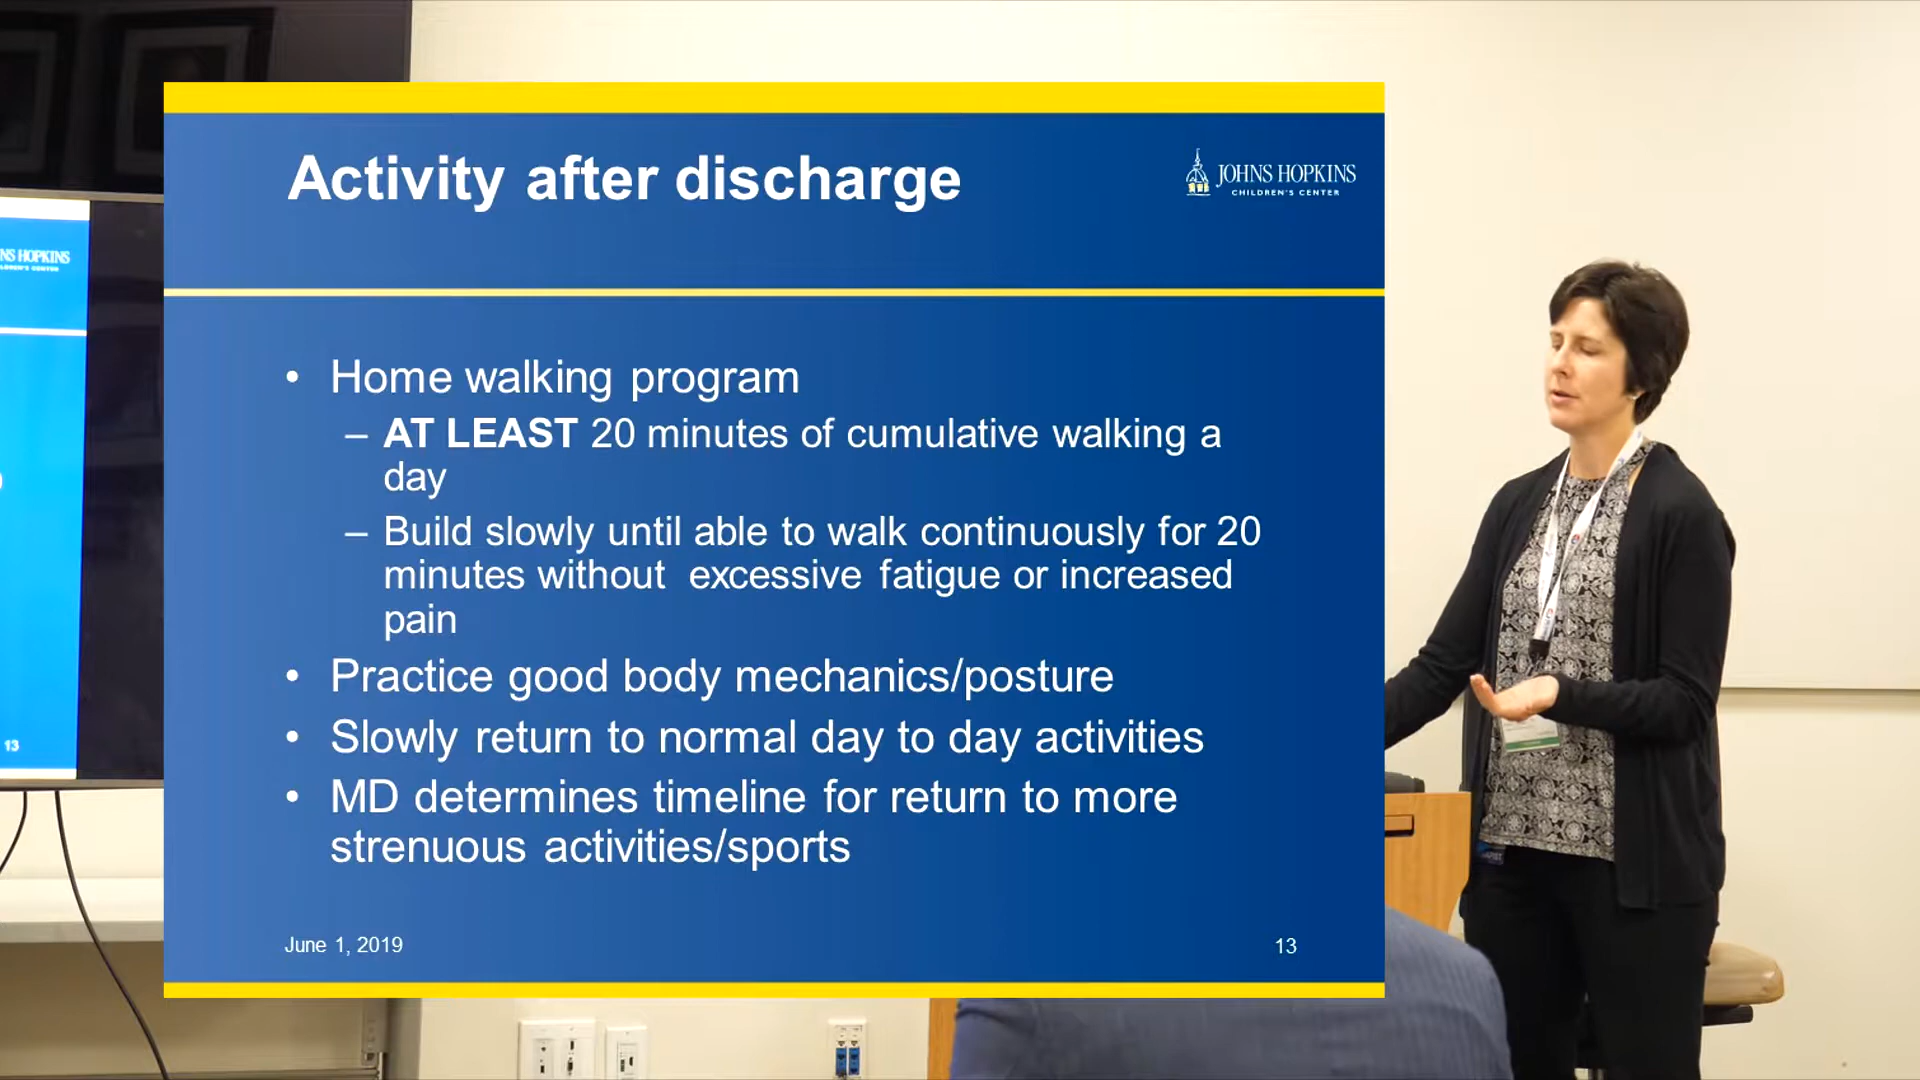 Activity after discharge
JOHNS HOPKINS
CHILDREN'S CENTER
NS HOPKINS
• Home walking program
– AT LEAST 20 minutes of cumulative walking a
day
– Build slowly until able to walk continuously for 20
minutes without excessive fatigue or increased
pain
• Practice good body mechanics/posture
• Slowly return to normal day to day activities
• MD determines timeline for return to more
strenuous activities/sports
June 1, 2019
13
13